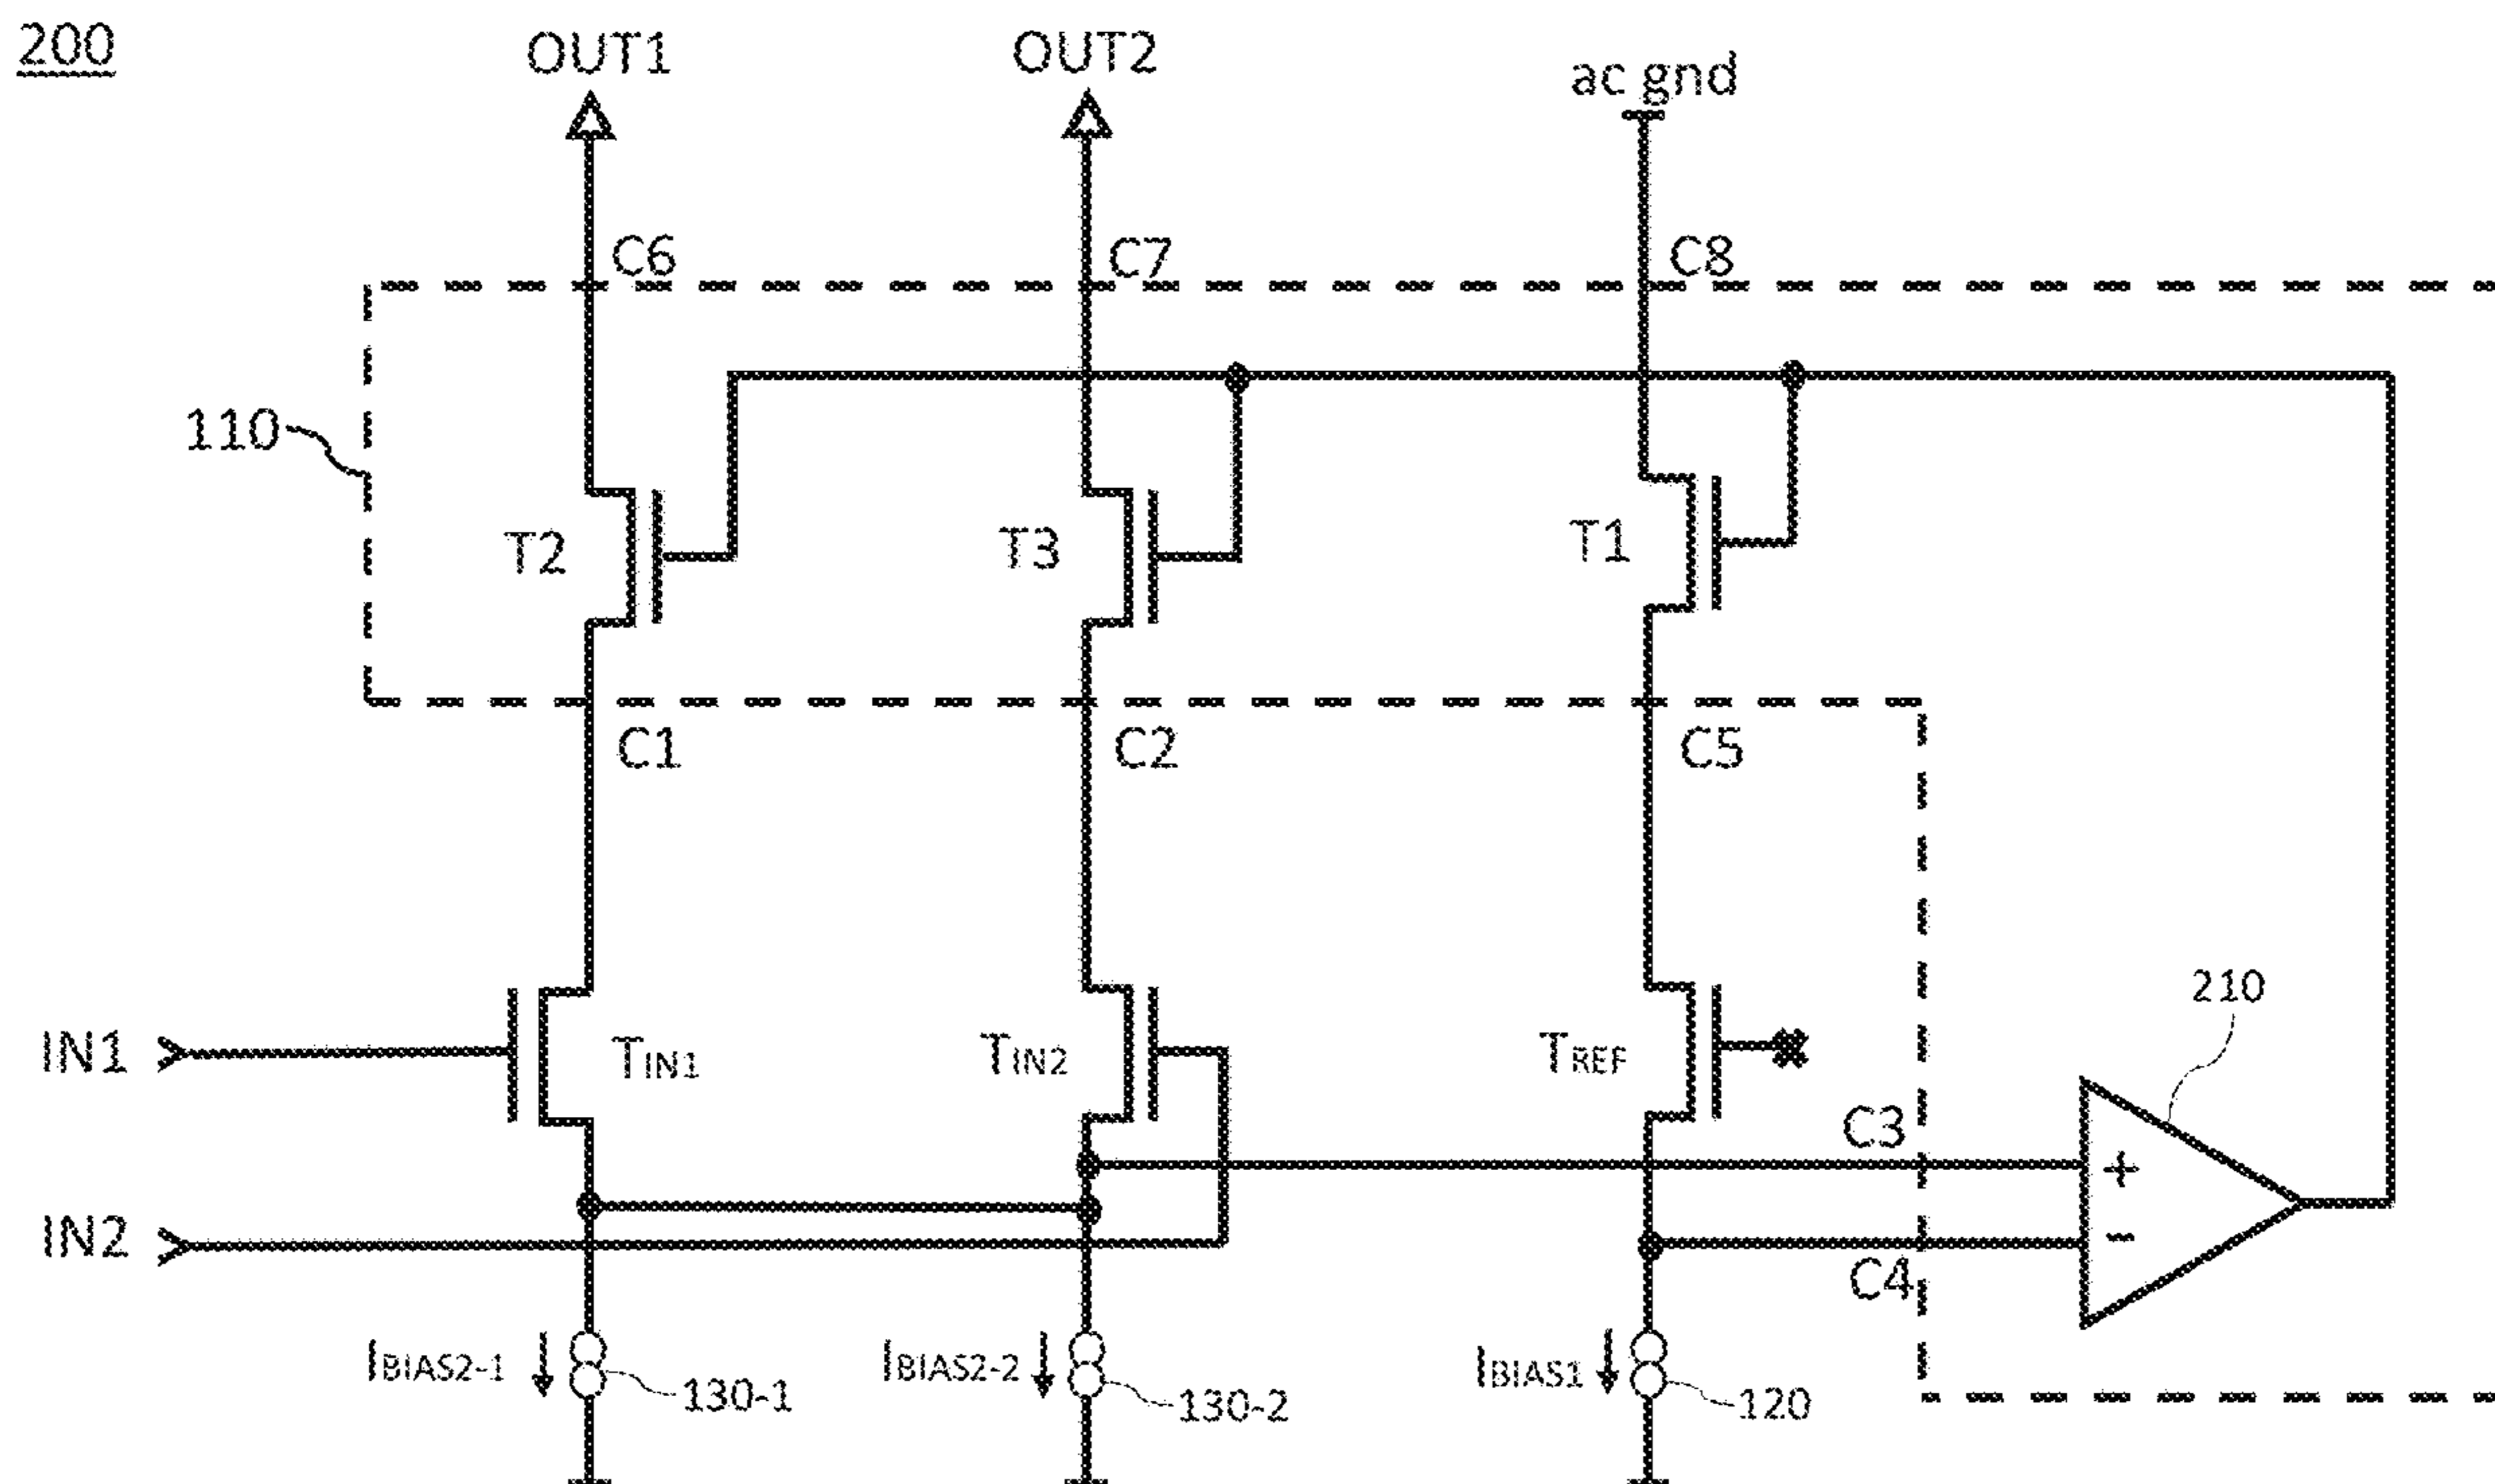 200
OUT1
OUT2
ac gnd
C6
C7
C8
110
T2
T3
T1
C1
C2
C5
210
IN1
TIN1
TIN2
TREF
C3
+
IN2
-
C4
IBIAS2-1
130-1
IBIAS2-2
130-2
IBIAS1
120